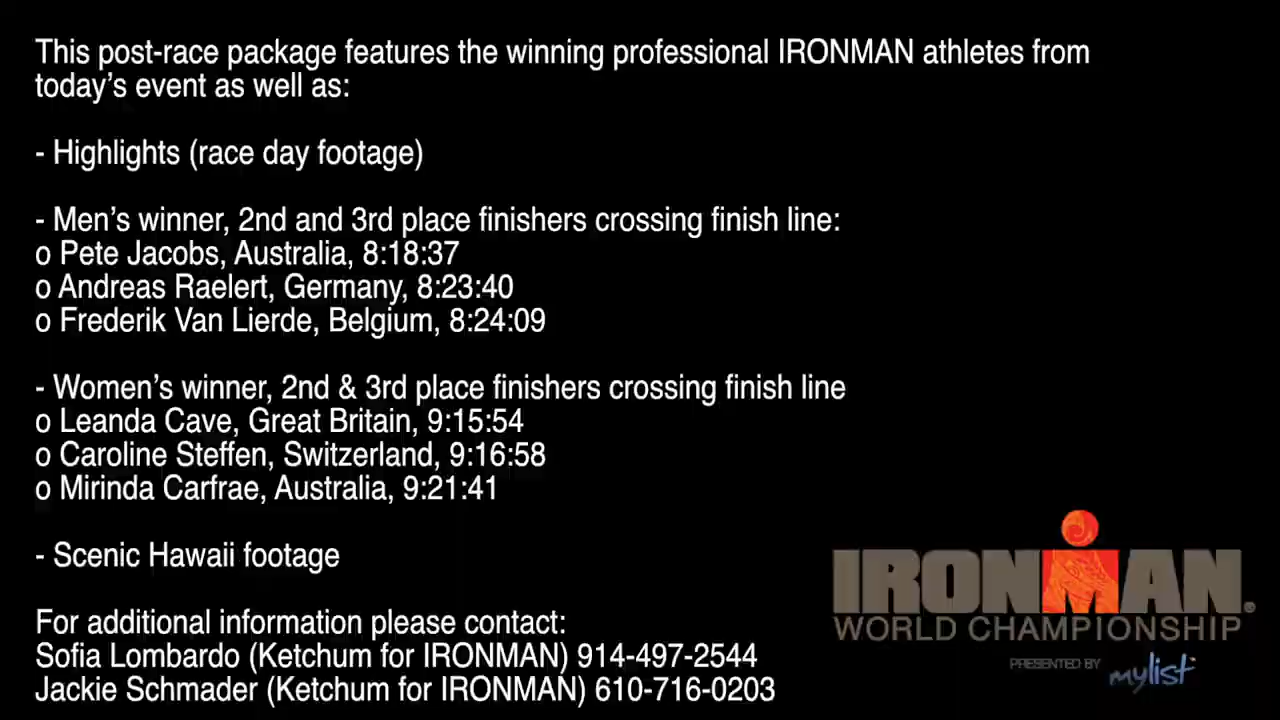 This post-race package features the winning professional IRONMAN athletes from
today's event as well as:
- Highlights (race day footage)
- Men's winner, 2nd and 3rd place finishers crossing finish line:
o Pete Jacobs, Australia, 8:18:37
o Andreas Raelert, Germany, 8:23:40
o Frederik Van Lierde, Belgium, 8:24:09
- Women's winner, 2nd & 3rd place finishers crossing finish line
o Leanda Cave, Great Britain, 9:15:54
o Caroline Steffen, Switzerland, 9:16:58
o Mirinda Carfrae, Australia, 9:21:41
- Scenic Hawaii footage
For additional information please contact:
Sofia Lombardo (Ketchum for IRONMAN) 914-497-2544
Jackie Schmader (Ketchum for IRONMAN) 610-716-0203
IRONMAN®
WORLD CHAMPIONSHIP
PRESENTED BY mylist